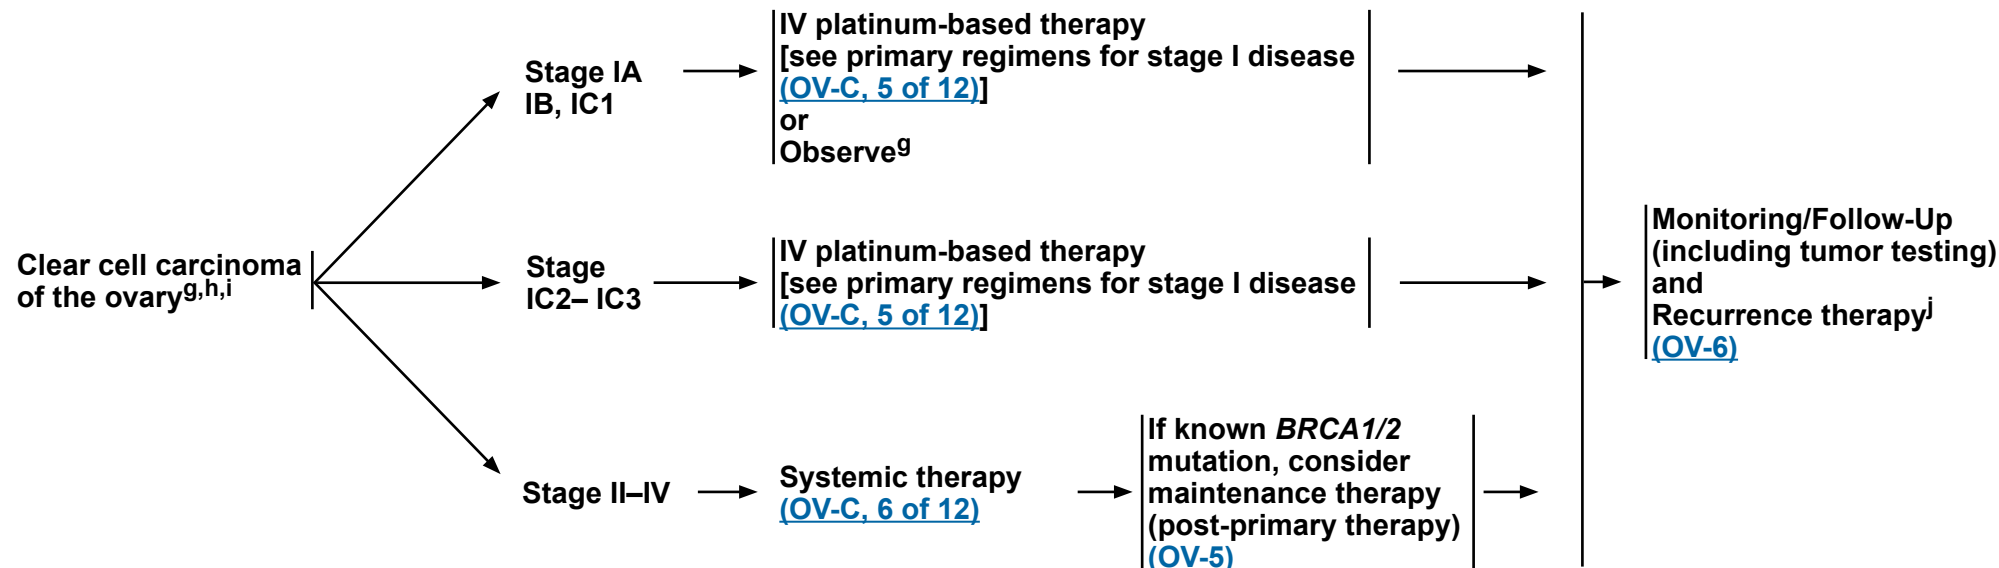 Clear cell carcinoma
of the ovaryg,h,i
Stage IA
IB, IC1
IV platinum-based therapy
[see primary regimens for stage I disease
(OV-C, 5 of 12)]
or
Observeg
Stage
IC2– IC3
IV platinum-based therapy
[see primary regimens for stage I disease
(OV-C, 5 of 12)]
Stage II–IV
Systemic therapy
(OV-C, 6 of 12)
If known BRCA1/2
mutation, consider
maintenance therapy
(post-primary therapy)
(OV-5)
Monitoring/Follow-Up
(including tumor testing)
and
Recurrence therapyj
(OV-6)